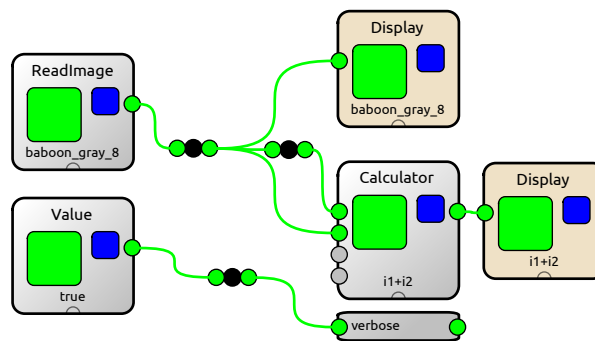 Display
baboon_gray_8
ReadImage
baboon_gray_8
Calculator
i1+i2
Display
i1+i2
Value
true
verbose